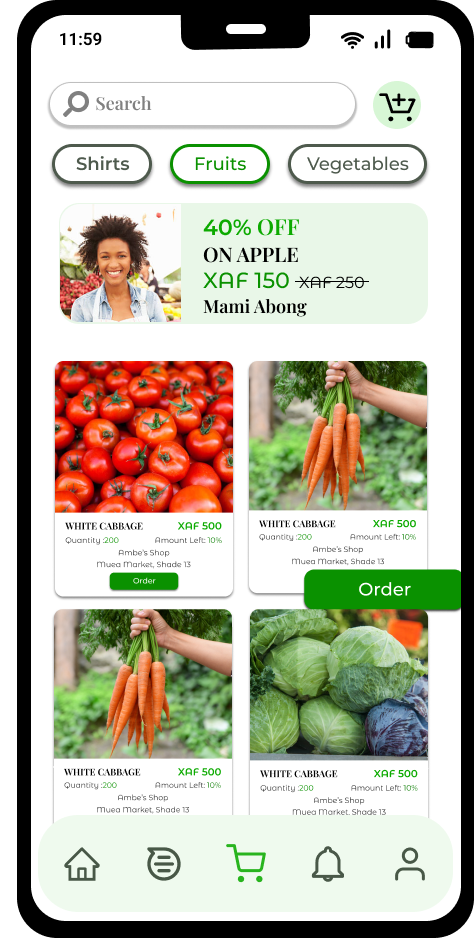 11:59
Search
Shirts Fruits Vegetables
40% OFF
ON APPLE
XAF 150 XAF 250
Mami Abong
WHITE CABBAGE XAF 500
Quantity :200 Amount Left: 10%
Ambe's Shop
Muea Market, Shade 13
Order
WHITE CABBAGE XAF 500
Quantity :200 Amount Left: 10%
Ambe's Shop
Muea Market, Shade 13
Order
WHITE CABBAGE XAF 500
Quantity :200 Amount Left: 10%
Ambe's Shop
Muea Market, Shade 13
WHITE CABBAGE XAF 500
Quantity :200 Amount Left: 10%
Ambe's Shop
Muea Market, Shade 13